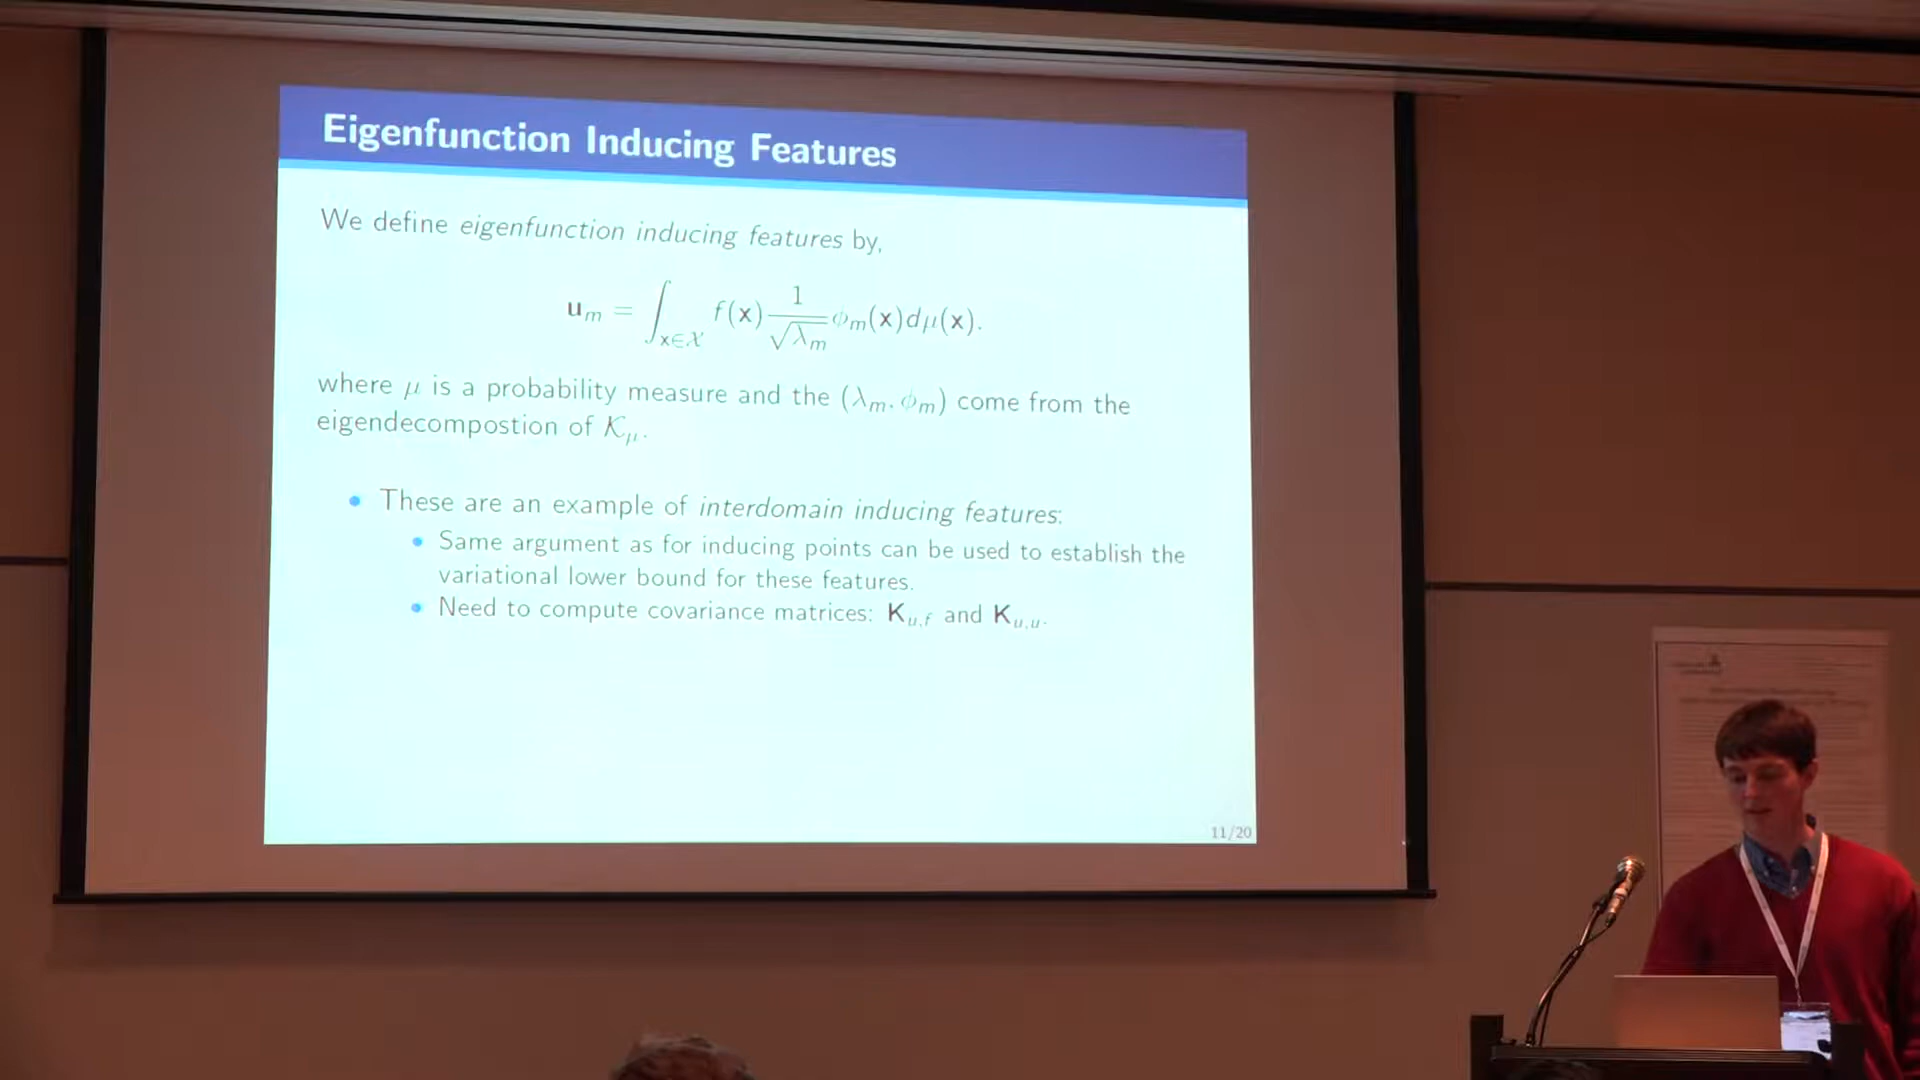 Eigenfunction Inducing Features
We define eigenfunction inducing features by,
u_m = ∫_{x∈𝒳} f(x) 1/√λ_m φ_m(x)dμ(x).
where μ is a probability measure and the (λ_m, φ_m) come from the
eigendecompostion of 𝒦_μ.
• These are an example of interdomain inducing features:
• Same argument as for inducing points can be used to establish the
variational lower bound for these features.
• Need to compute covariance matrices: K_{u,f} and K_{u,u}.
11/20